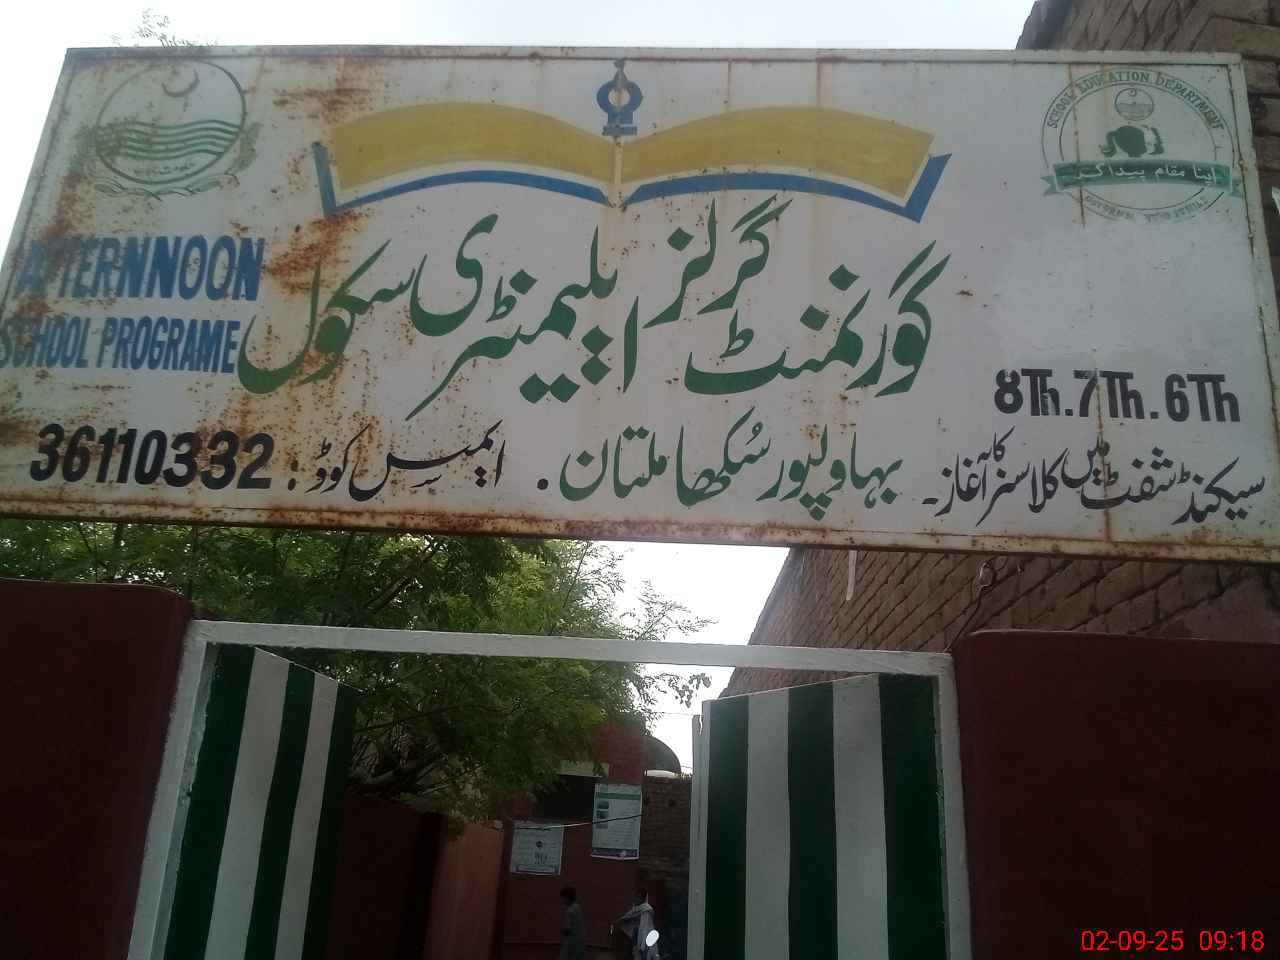 SCHOOL EDUCATION DEPARTMENT
اپنا مقام پیدا کر
گورنمنٹ گرلز ایلیمنٹری سکول
AFTERNNOON
SCHOOL PROGRAME
8Th.7Th.6Th
سیکنڈ شفٹ میں کلاسز کا آغاز۔
بہاولپور سُکھا ملتان.
ایمس کوڈ: 36110332
02-09-25 09:18